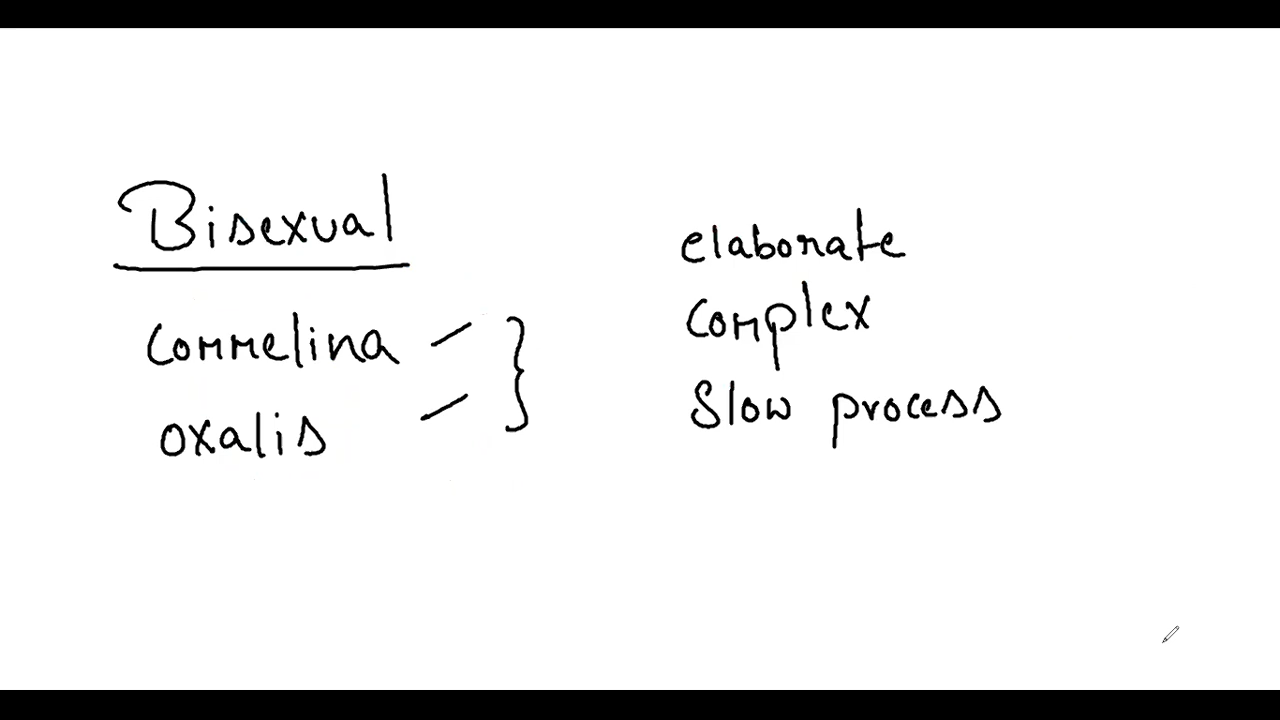 Bisexual
commelina
oxalis
elaborate
complex
slow process